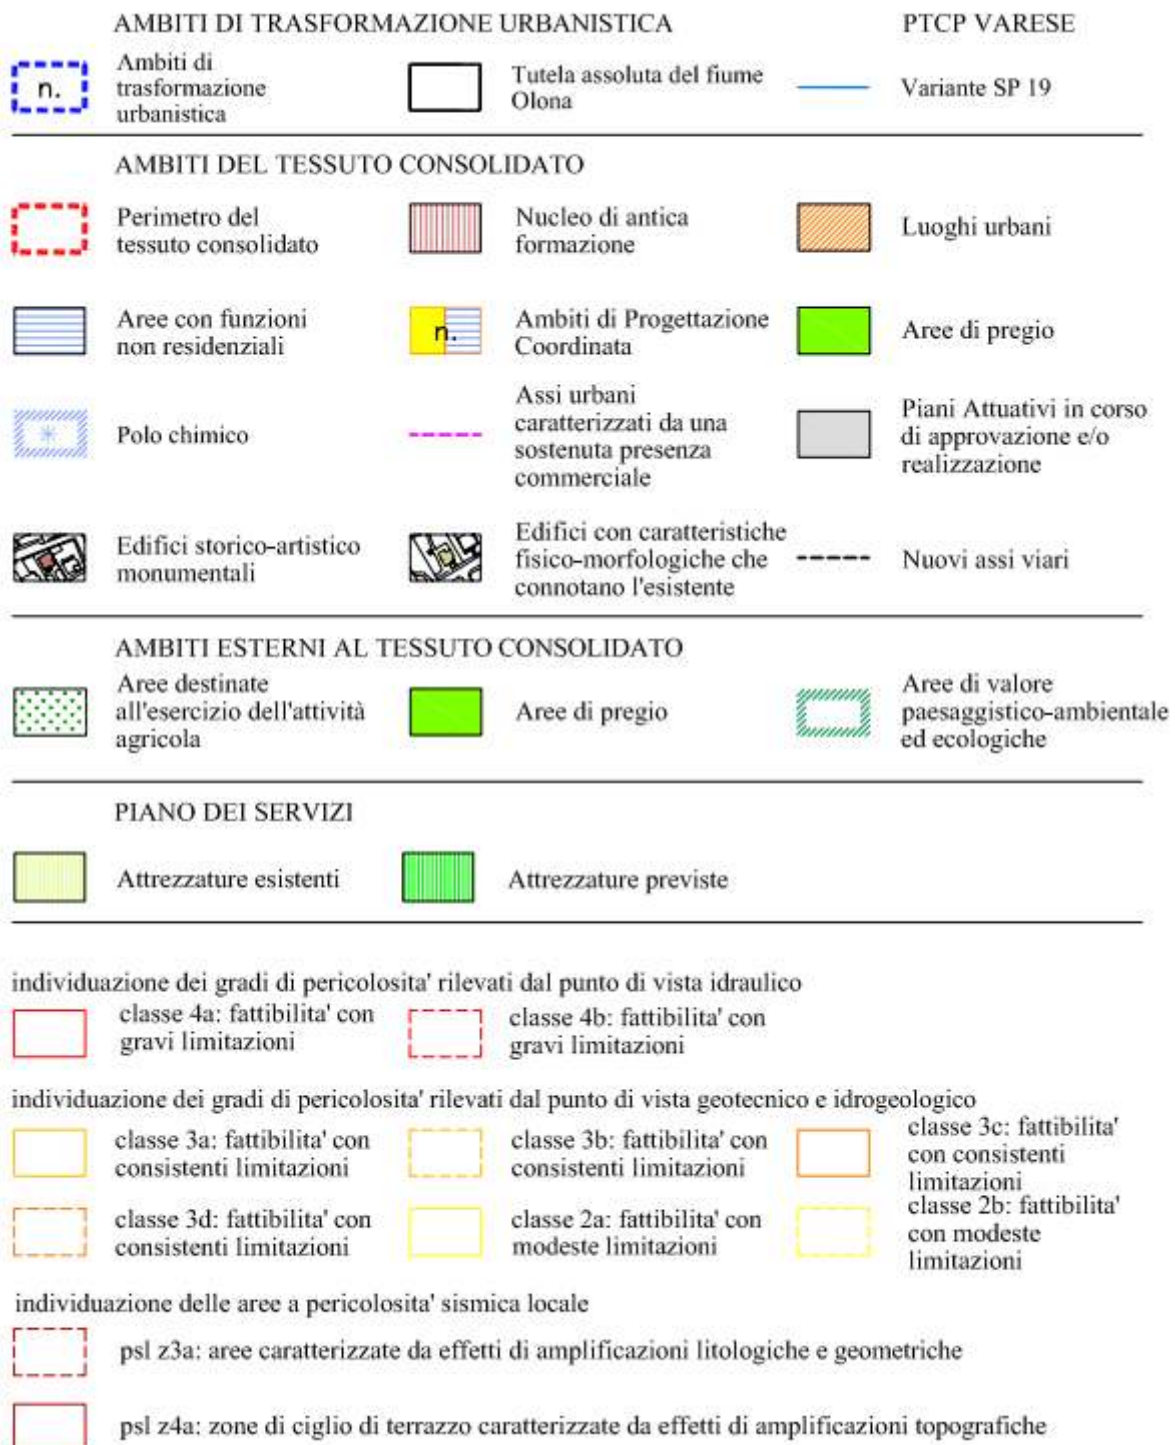 AMBITI DI TRASFORMAZIONE URBANISTICA
PTCP VARESE
n.
Ambiti di
trasformazione
urbanistica
Tutela assoluta del fiume
Olona
Variante SP 19
AMBITI DEL TESSUTO CONSOLIDATO
Perimetro del
tessuto consolidato
Nucleo di antica
formazione
Luoghi urbani
Aree con funzioni
non residenziali
n.
Ambiti di Progettazione
Coordinata
Aree di pregio
Polo chimico
Assi urbani
caratterizzati da una
sostenuta presenza
commerciale
Piani Attuativi in corso
di approvazione e/o
realizzazione
Edifici storico-artistico
monumentali
Edifici con caratteristiche
fisico-morfologiche che
connotano l'esistente
Nuovi assi viari
AMBITI ESTERNI AL TESSUTO CONSOLIDATO
Aree destinate
all'esercizio dell'attività
agricola
Aree di pregio
Aree di valore
paesaggistico-ambientale
ed ecologiche
PIANO DEI SERVIZI
Attrezzature esistenti
Attrezzature previste
individuazione dei gradi di pericolosita' rilevati dal punto di vista idraulico
classe 4a: fattibilita' con
gravi limitazioni
classe 4b: fattibilita' con
gravi limitazioni
individuazione dei gradi di pericolosita' rilevati dal punto di vista geotecnico e idrogeologico
classe 3a: fattibilita' con
consistenti limitazioni
classe 3b: fattibilita' con
consistenti limitazioni
classe 3c: fattibilita'
con consistenti
limitazioni
classe 3d: fattibilita' con
consistenti limitazioni
classe 2a: fattibilita' con
modeste limitazioni
classe 2b: fattibilita'
con modeste
limitazioni
individuazione delle aree a pericolosita' sismica locale
psl z3a: aree caratterizzate da effetti di amplificazioni litologiche e geometriche
psl z4a: zone di ciglio di terrazzo caratterizzate da effetti di amplificazioni topografiche